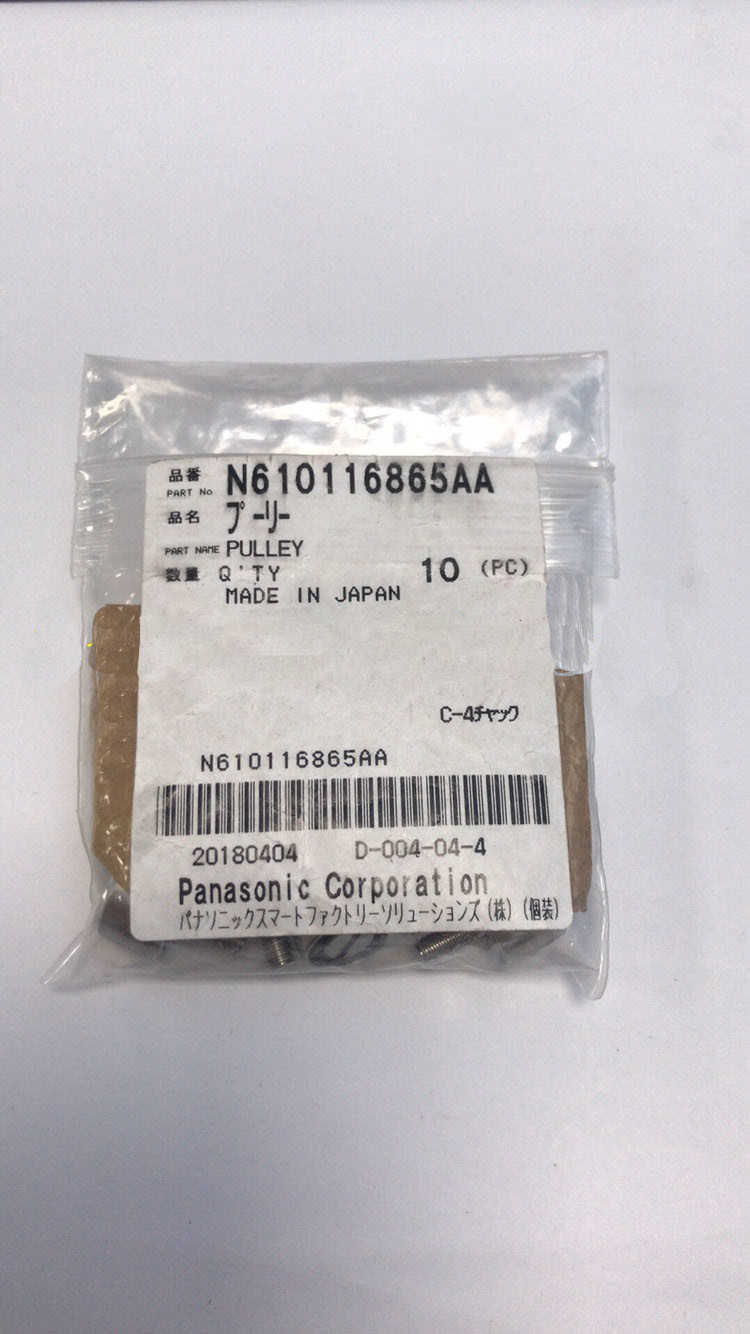 品番 PART No N610116865AA
品名 プーリー
PART NAME PULLEY
数量 Q'TY 10 (PC)
MADE IN JAPAN
C-4チャック
N610116865AA
20180404 D-004-04-4
Panasonic Corporation
パナソニックスマートファクトリーソリューションズ(株)(個装)